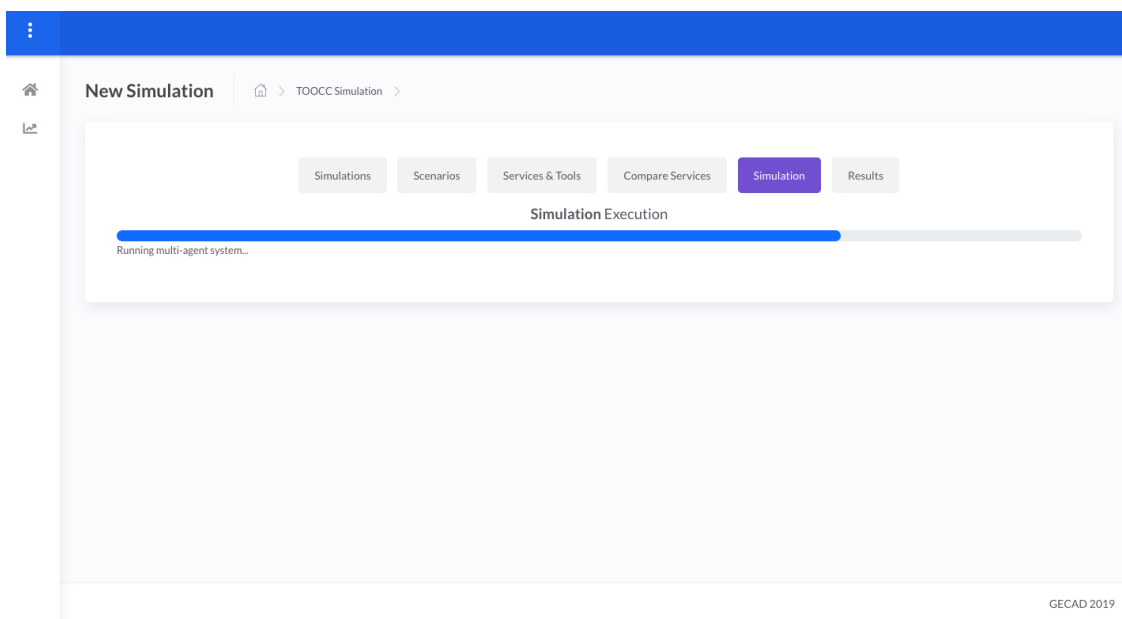 New Simulation
TOOCC Simulation
Simulations Scenarios Services & Tools Compare Services Simulation Results
Simulation Execution
Running multi-agent system...
GECAD 2019